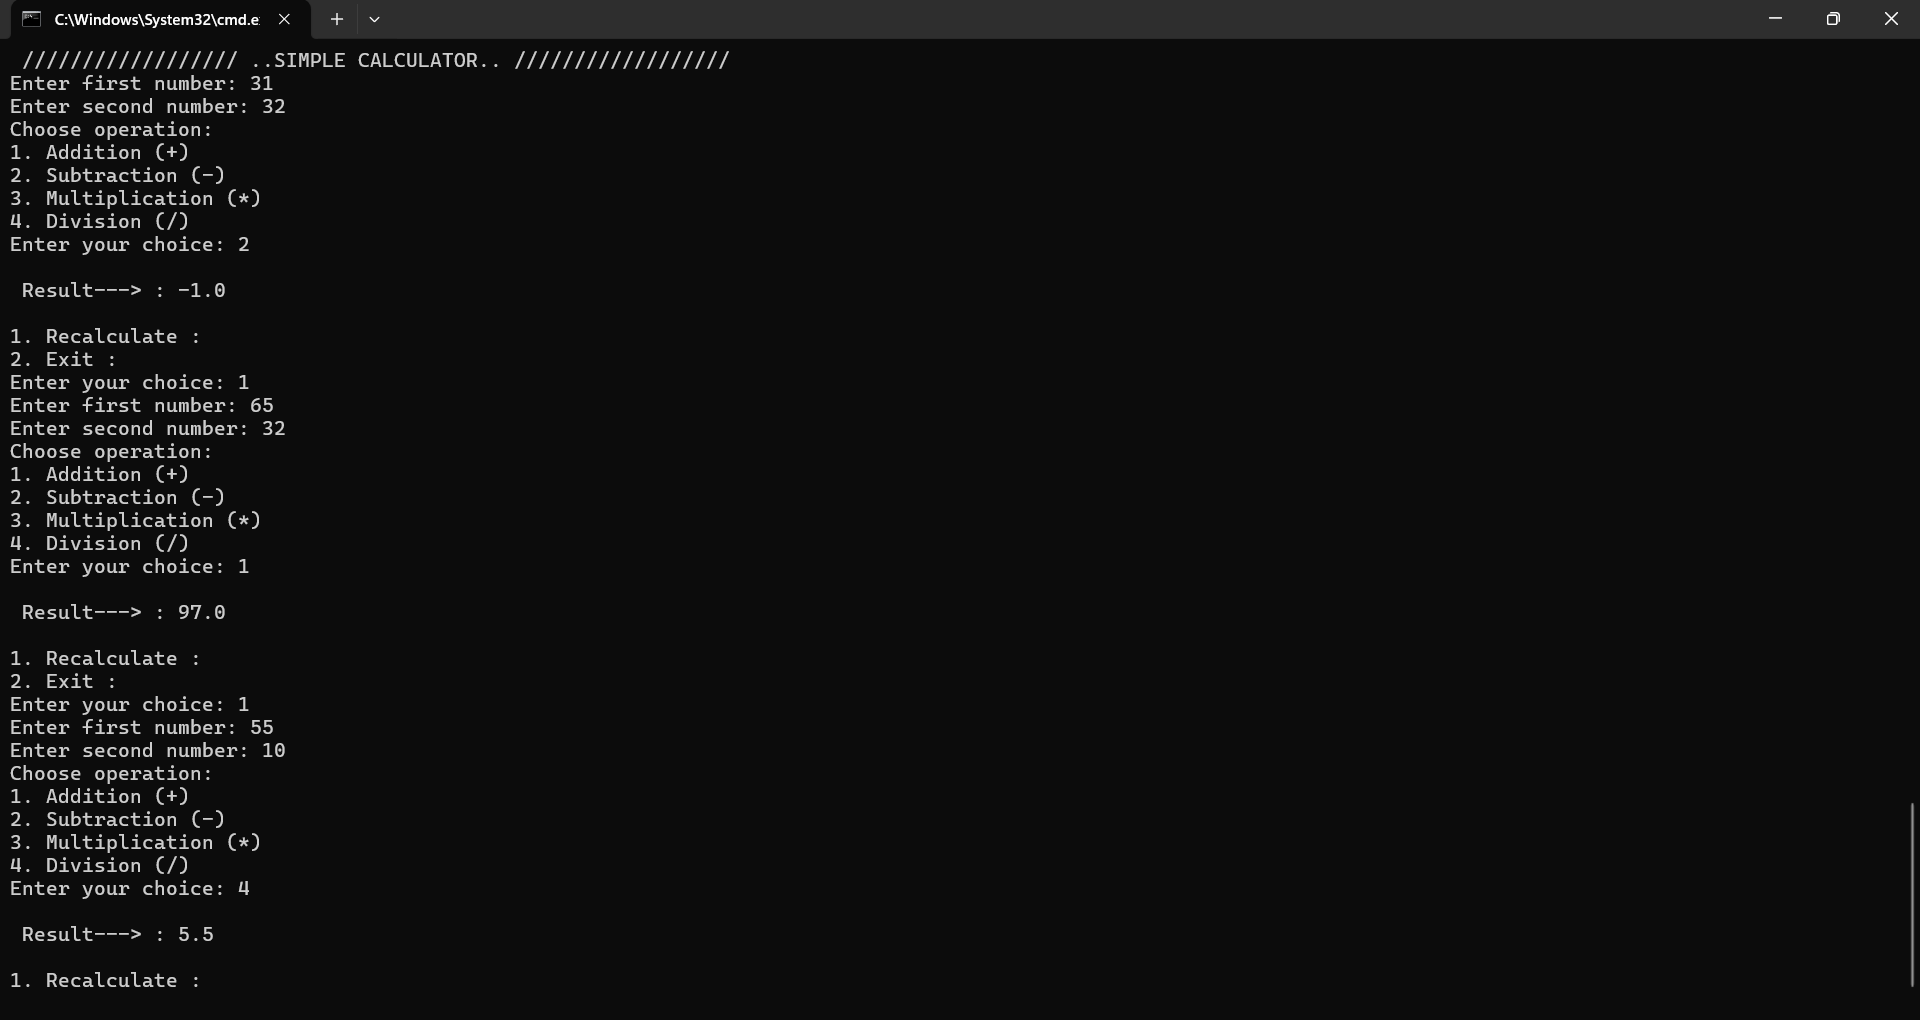 C:\Windows\System32\cmd.e
////////////////// ..SIMPLE CALCULATOR.. //////////////////
Enter first number: 31
Enter second number: 32
Choose operation:
1. Addition (+)
2. Subtraction (-)
3. Multiplication (*)
4. Division (/)
Enter your choice: 2
Result---> : -1.0
1. Recalculate :
2. Exit :
Enter your choice: 1
Enter first number: 65
Enter second number: 32
Choose operation:
1. Addition (+)
2. Subtraction (-)
3. Multiplication (*)
4. Division (/)
Enter your choice: 1
Result---> : 97.0
1. Recalculate :
2. Exit :
Enter your choice: 1
Enter first number: 55
Enter second number: 10
Choose operation:
1. Addition (+)
2. Subtraction (-)
3. Multiplication (*)
4. Division (/)
Enter your choice: 4
Result---> : 5.5
1. Recalculate :